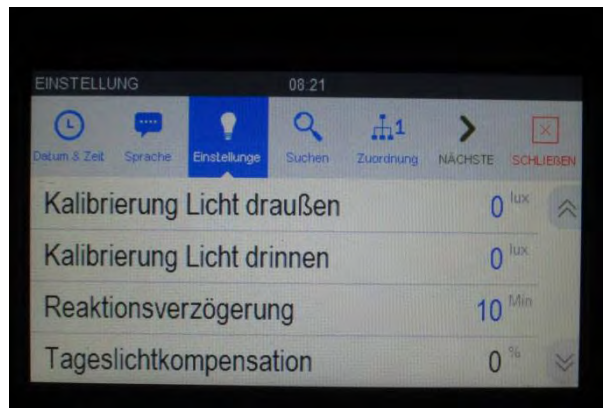 EINSTELLUNG 08:21
Datum & Zeit Sprache Einstellunge Suchen Zuordnung NÄCHSTE SCHLIEßEN
1
Kalibrierung Licht draußen 0 lux
Kalibrierung Licht drinnen 0 lux
Reaktionsverzögerung 10 Min
Tageslichtkompensation 0 %